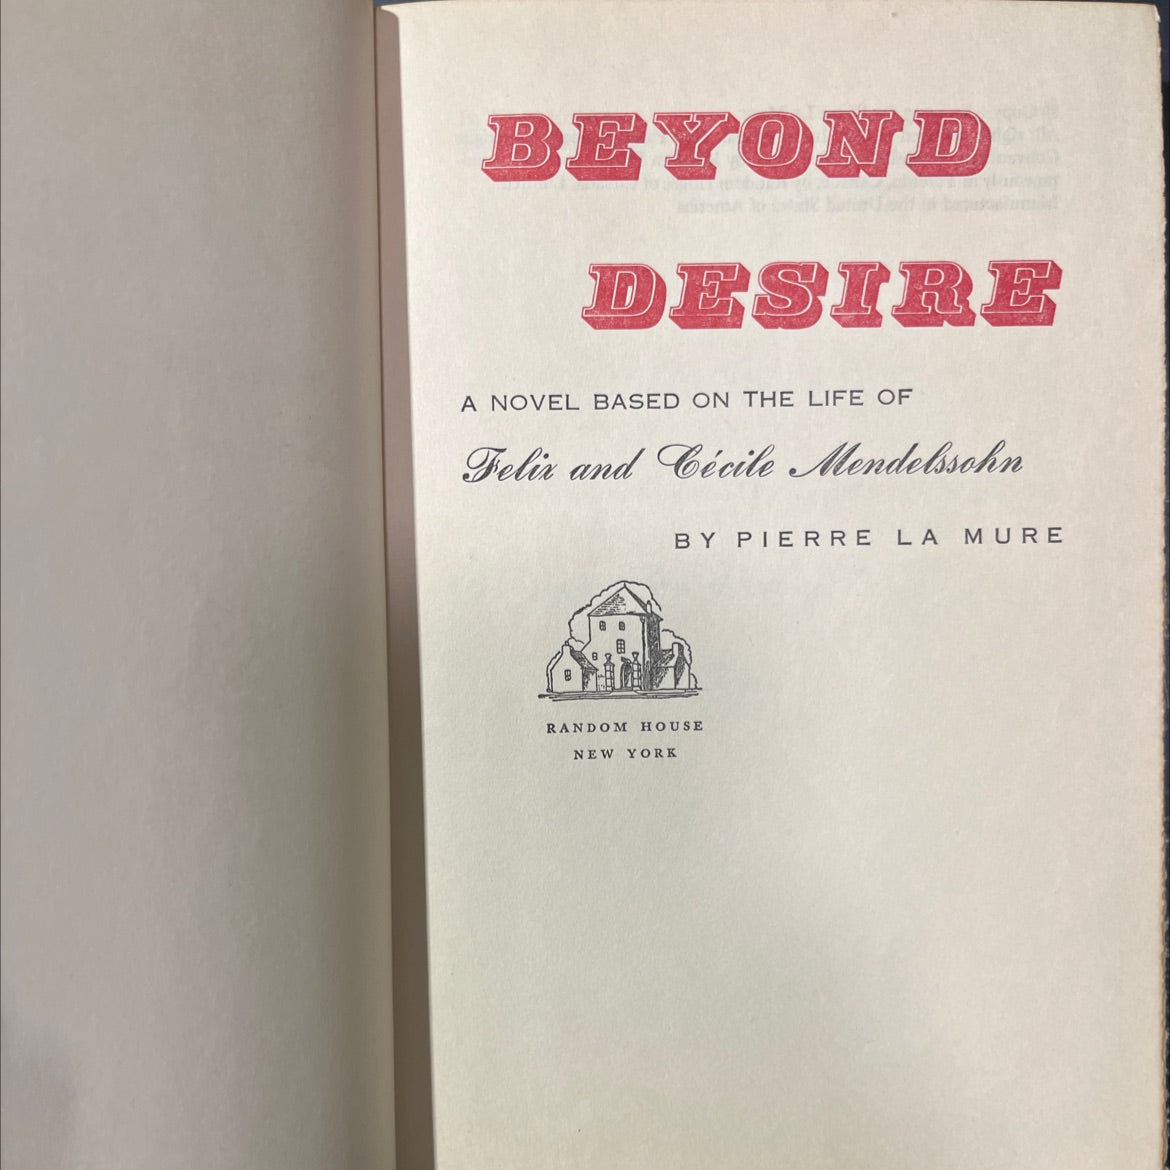 BEYOND
DESIRE
A NOVEL BASED ON THE LIFE OF
Felix and Cécile Mendelssohn
BY PIERRE LA MURE
RANDOM HOUSE
NEW YORK